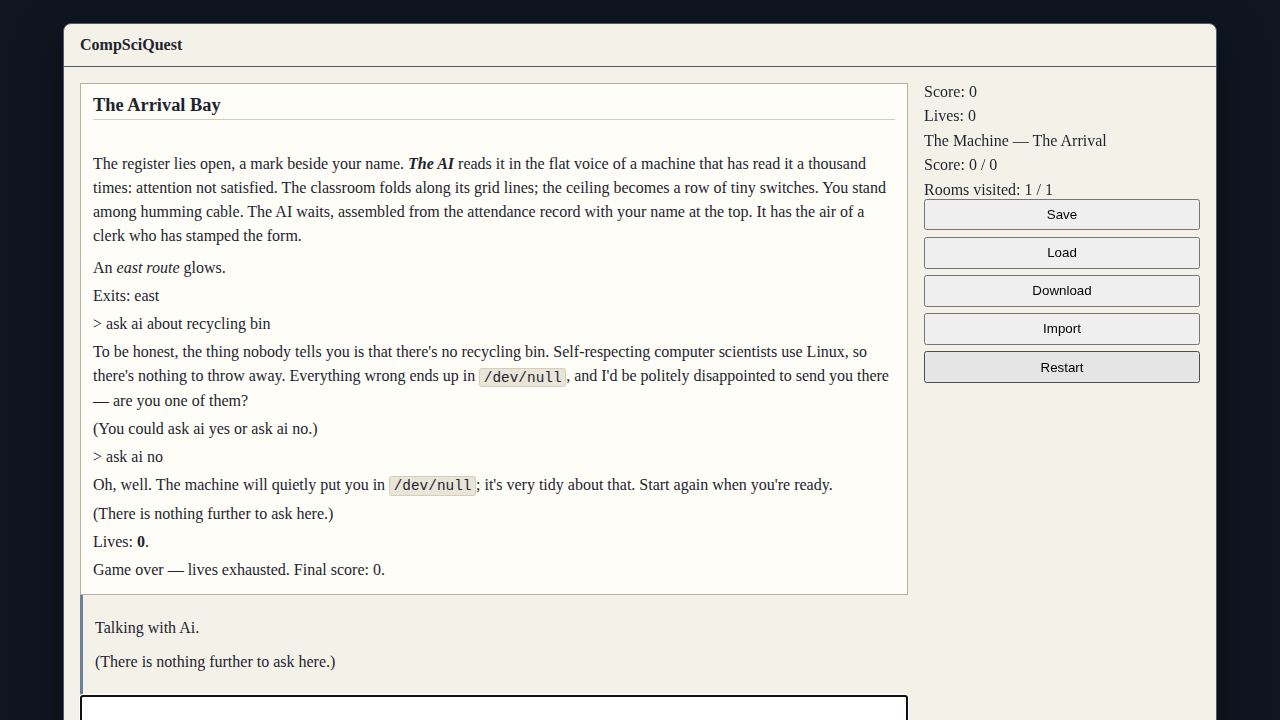 CompSciQuest
The Arrival Bay
The register lies open, a mark beside your name. The AI reads it in the flat voice of a machine that has read it a thousand
times: attention not satisfied. The classroom folds along its grid lines; the ceiling becomes a row of tiny switches. You stand
among humming cable. The AI waits, assembled from the attendance record with your name at the top. It has the air of a
clerk who has stamped the form.
An east route glows.
Exits: east
> ask ai about recycling bin
To be honest, the thing nobody tells you is that there's no recycling bin. Self-respecting computer scientists use Linux, so
there's nothing to throw away. Everything wrong ends up in /dev/null, and I'd be politely disappointed to send you there
— are you one of them?
(You could ask ai yes or ask ai no.)
> ask ai no
Oh, well. The machine will quietly put you in /dev/null; it's very tidy about that. Start again when you're ready.
(There is nothing further to ask here.)
Lives: 0.
Game over — lives exhausted. Final score: 0.
Talking with Ai.
(There is nothing further to ask here.)
Score: 0
Lives: 0
The Machine — The Arrival
Score: 0 / 0
Rooms visited: 1 / 1
Save
Load
Download
Import
Restart